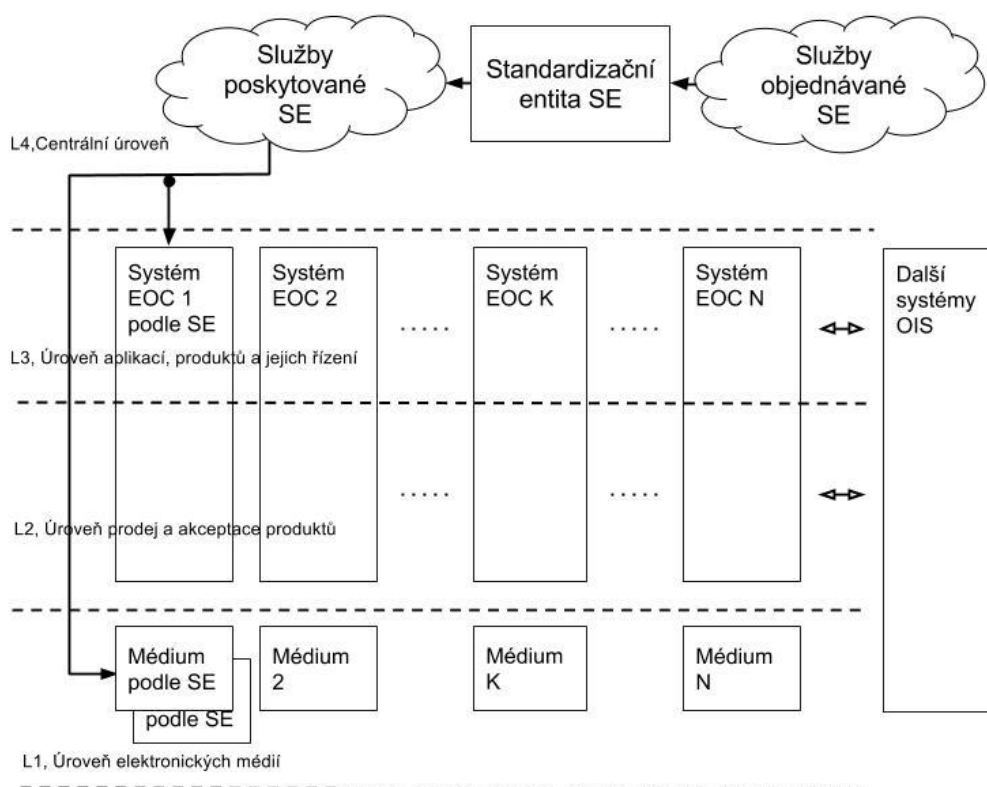 Služby
poskytované
SE
Standardizační
entita SE
Služby
objednávané
SE
L4,Centrální úroveň
Systém
EOC 1
podle SE
Systém
EOC 2
Systém
EOC K
Systém
EOC N
Další
systémy
OIS
.....
.....
L3, Úroveň aplikací, produktů a jejich řízení
.....
.....
L2, Úroveň prodej a akceptace produktů
Médium
podle SE
podle SE
Médium
2
Médium
K
Médium
N
L1, Úroveň elektronických médií